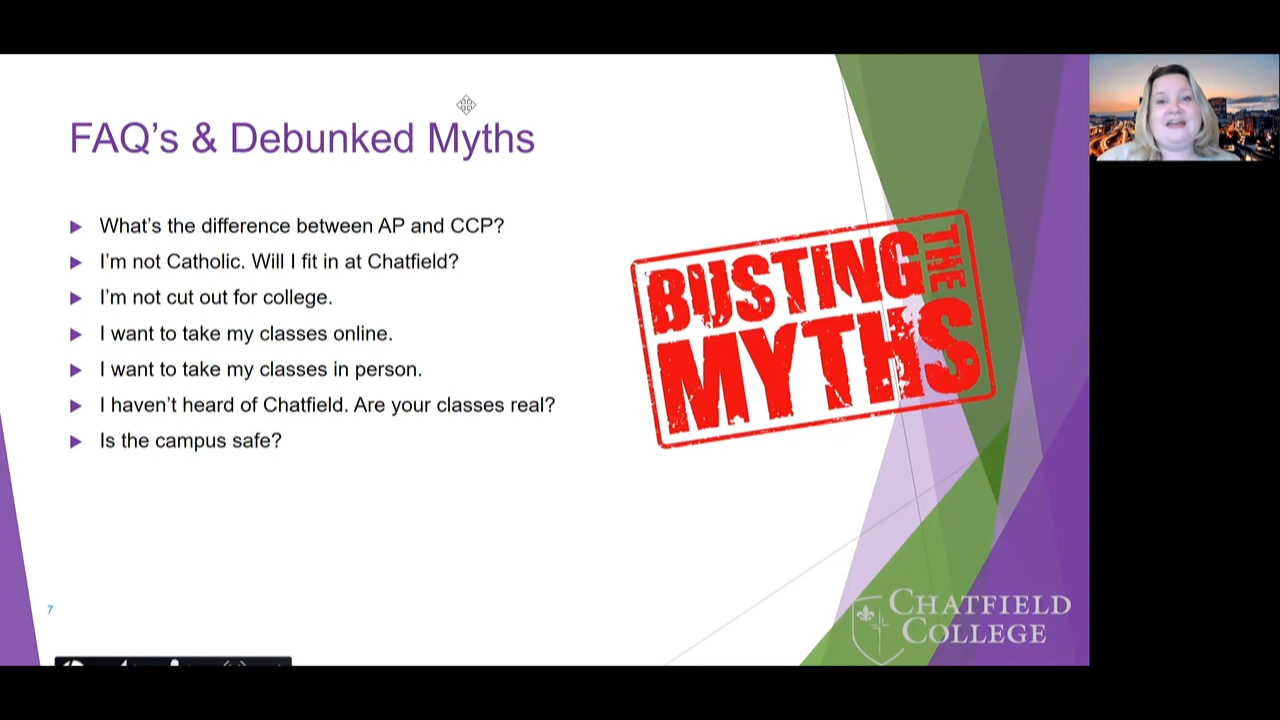 FAQ’s & Debunked Myths
What’s the difference between AP and CCP?
I’m not Catholic. Will I fit in at Chatfield?
I’m not cut out for college.
I want to take my classes online.
I want to take my classes in person.
I haven’t heard of Chatfield. Are your classes real?
Is the campus safe?
BUSTING THE
MYTHS
7
CHATFIELD
COLLEGE